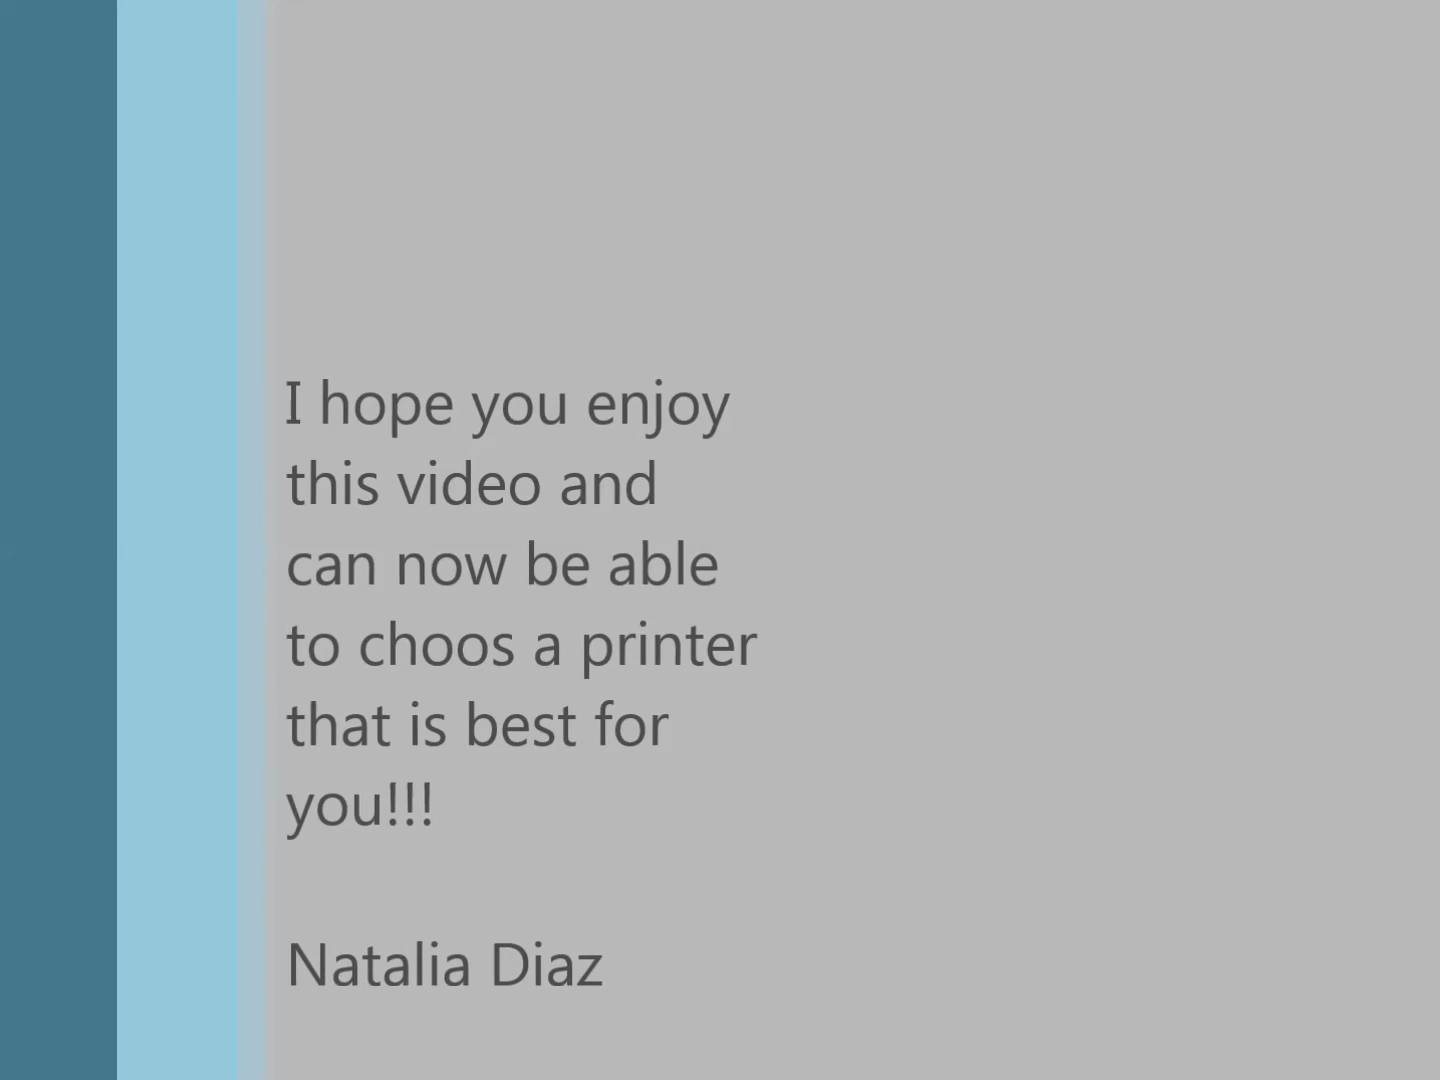 I hope you enjoy
this video and
can now be able
to choos a printer
that is best for
you!!!
Natalia Diaz